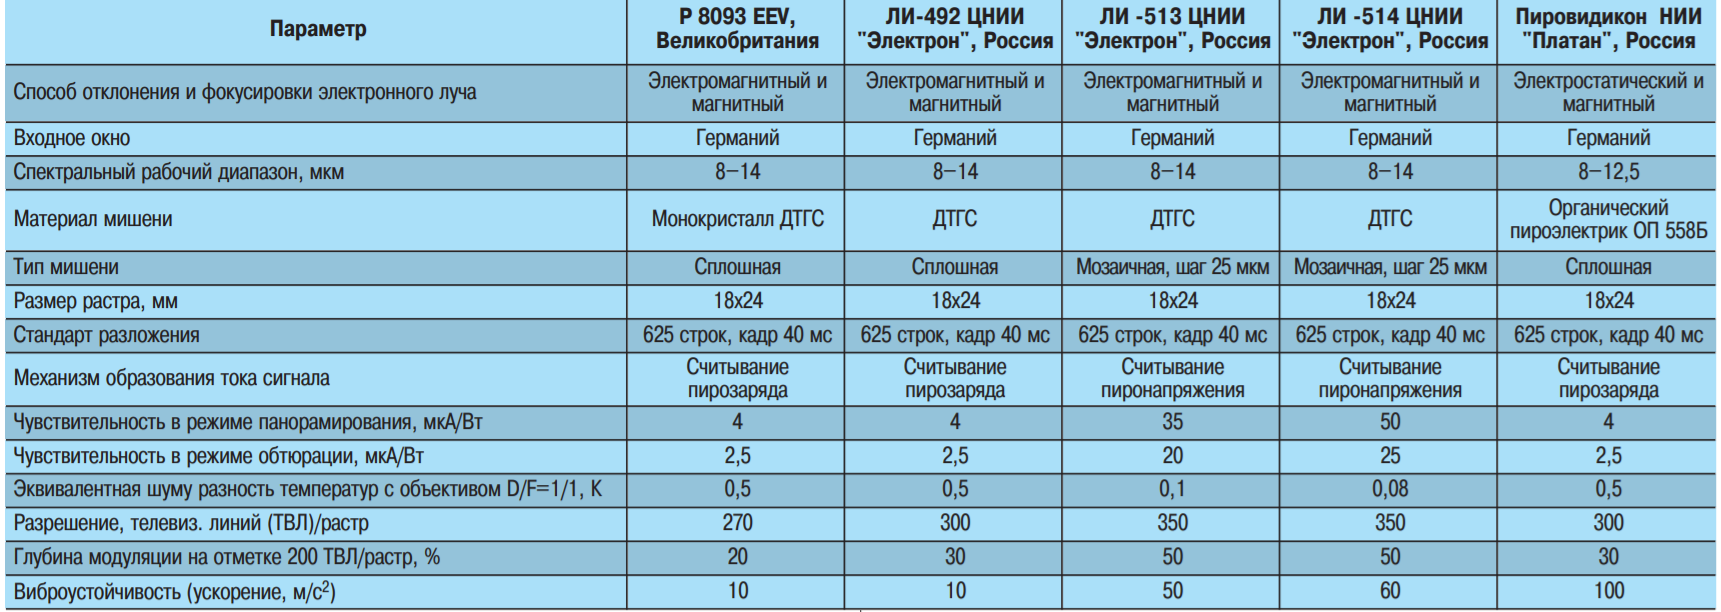 Параметр
Р 8093 EEV, Великобритания
ЛИ-492 ЦНИИ "Электрон", Россия
ЛИ -513 ЦНИИ "Электрон", Россия
ЛИ -514 ЦНИИ "Электрон", Россия
Пировидикон НИИ "Платан", Россия
Способ отклонения и фокусировки электронного луча
Электромагнитный и магнитный
Электромагнитный и магнитный
Электромагнитный и магнитный
Электромагнитный и магнитный
Электростатический и магнитный
Входное окно Германий Германий Германий Германий Германий
Спектральный рабочий диапазон, мкм 8–14 8–14 8–14 8–14 8–12,5
Материал мишени Монокристалл ДТГС ДТГС ДТГС ДТГС Органический пироэлектрик ОП 558Б
Тип мишени Сплошная Сплошная Мозаичная, шаг 25 мкм Мозаичная, шаг 25 мкм Сплошная
Размер растра, мм 18х24 18х24 18х24 18х24 18х24
Стандарт разложения 625 строк, кадр 40 мс 625 строк, кадр 40 мс 625 строк, кадр 40 мс 625 строк, кадр 40 мс 625 строк, кадр 40 мс
Механизм образования тока сигнала
Считывание пирозаряда
Считывание пирозаряда
Считывание пиронапряжения
Считывание пиронапряжения
Считывание пирозаряда
Чувствительность в режиме панорамирования, мкА/Вт 4 4 35 50 4
Чувствительность в режиме обтюрации, мкА/Вт 2,5 2,5 20 25 2,5
Эквивалентная шуму разность температур с объективом D/F=1/1, К 0,5 0,5 0,1 0,08 0,5
Разрешение, телевиз. линий (ТВЛ)/растр 270 300 350 350 300
Глубина модуляции на отметке 200 ТВЛ/растр, % 20 30 50 50 30
Виброустойчивость (ускорение, м/с²) 10 10 50 60 100